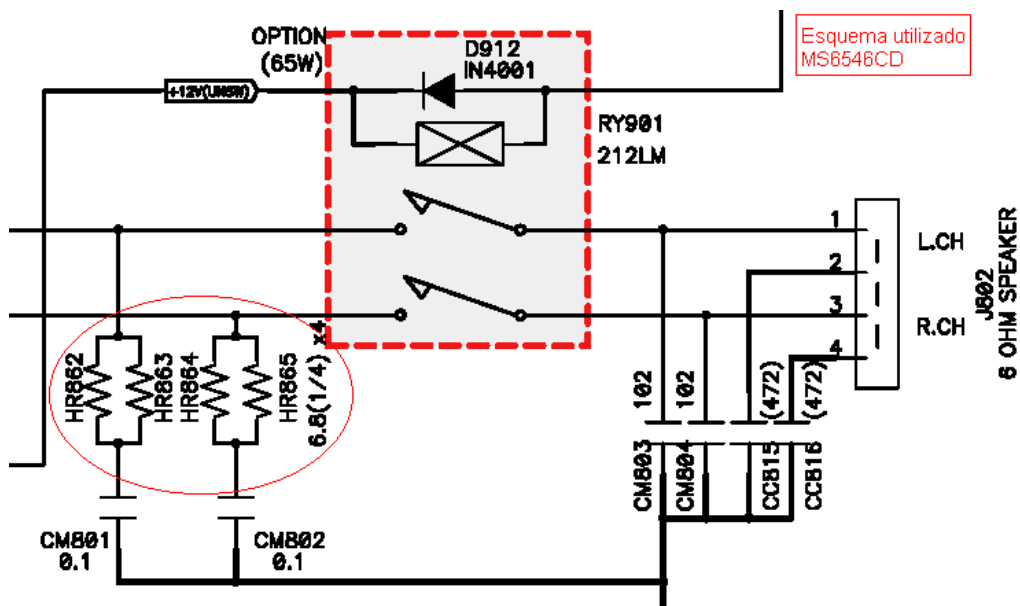 OPTION
(65W)
D912
IN4001
Esquema utilizado
MS6546CD
+12V(UNSW)
RY901
212LM
1
L.CH
2
3
R.CH
4
J802
6 OHM SPEAKER
HR862
HR863
HR864
HR865
6.8(1/4) x4
102
102
(472)
(472)
CM803
CM804
CC815
CC816
CM801
0.1
CM802
0.1